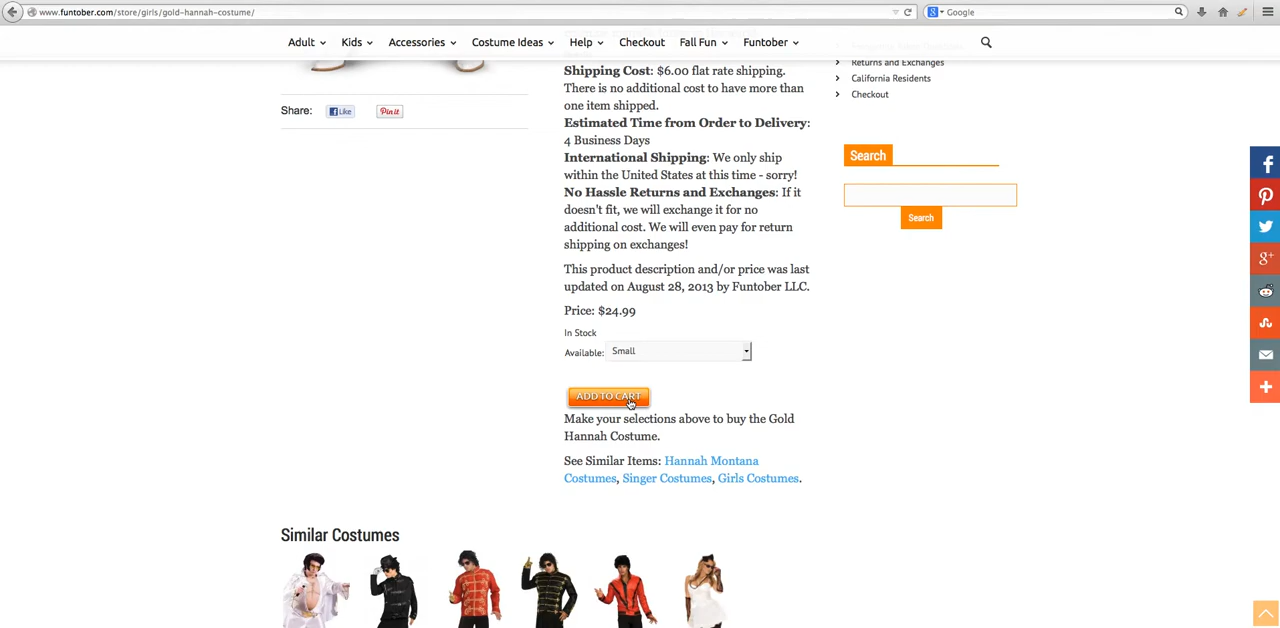 www.funtober.com/store/girls/gold-hannah-costume/
Google
Adult Kids Accessories Costume Ideas Help Checkout Fall Fun Funtober
Share: Like Pin it
Shipping Cost: $6.00 flat rate shipping.
There is no additional cost to have more than
one item shipped.
Estimated Time from Order to Delivery:
4 Business Days
International Shipping: We only ship
within the United States at this time - sorry!
No Hassle Returns and Exchanges: If it
doesn't fit, we will exchange it for no
additional cost. We will even pay for return
shipping on exchanges!
This product description and/or price was last
updated on August 28, 2013 by Funtober LLC.
Price: $24.99
In Stock
Available: Small
ADD TO CART
Make your selections above to buy the Gold
Hannah Costume.
See Similar Items: Hannah Montana
Costumes, Singer Costumes, Girls Costumes.
Returns and Exchanges
California Residents
Checkout
Search
Search
Similar Costumes